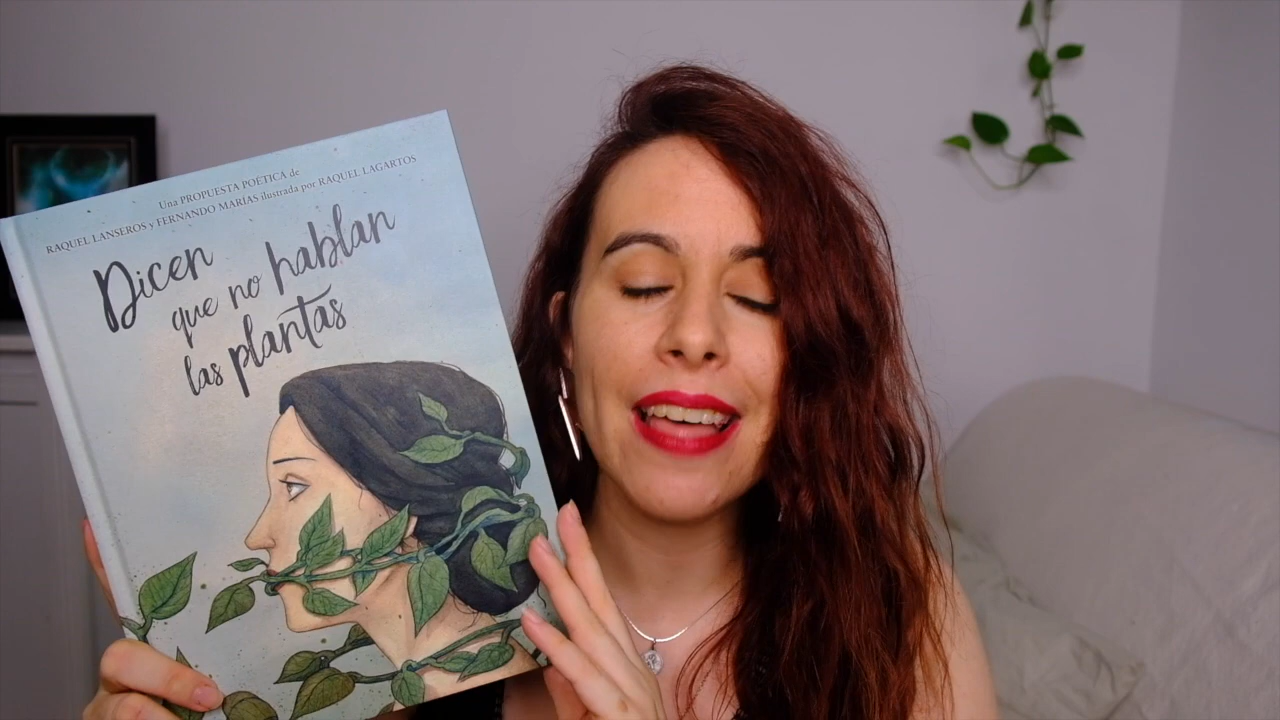 Una PROPUESTA POÉTICA de
RAQUEL LANSEROS y FERNANDO MARÍAS ilustrada por RAQUEL LAGARTOS
Dicen
que no hablan
las plantas